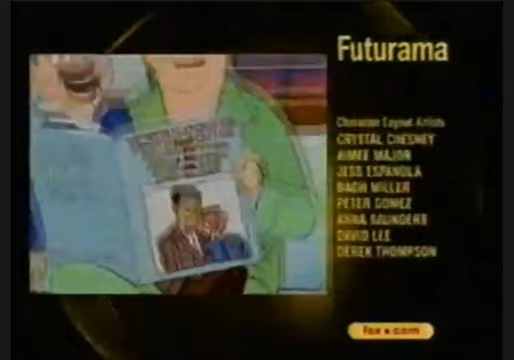 Futurama
Character Layout Artists
CRYSTAL CHESNEY
AIMEE MAJOR
JESS ESPANOLA
BACH MILLER
PETER GOMEZ
ANNA SAUNDERS
DAVID LEE
DEREK THOMPSON
fox•com